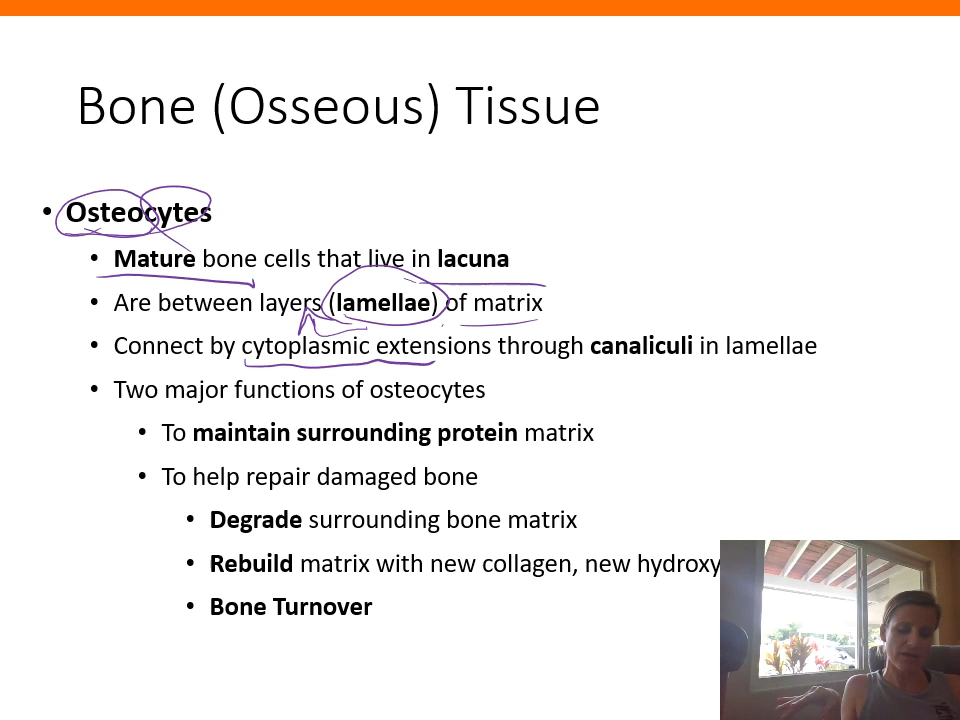 Bone (Osseous) Tissue
• Osteocytes
• Mature bone cells that live in lacuna
• Are between layers (lamellae) of matrix
• Connect by cytoplasmic extensions through canaliculi in lamellae
• Two major functions of osteocytes
• To maintain surrounding protein matrix
• To help repair damaged bone
• Degrade surrounding bone matrix
• Rebuild matrix with new collagen, new hydroxy
• Bone Turnover